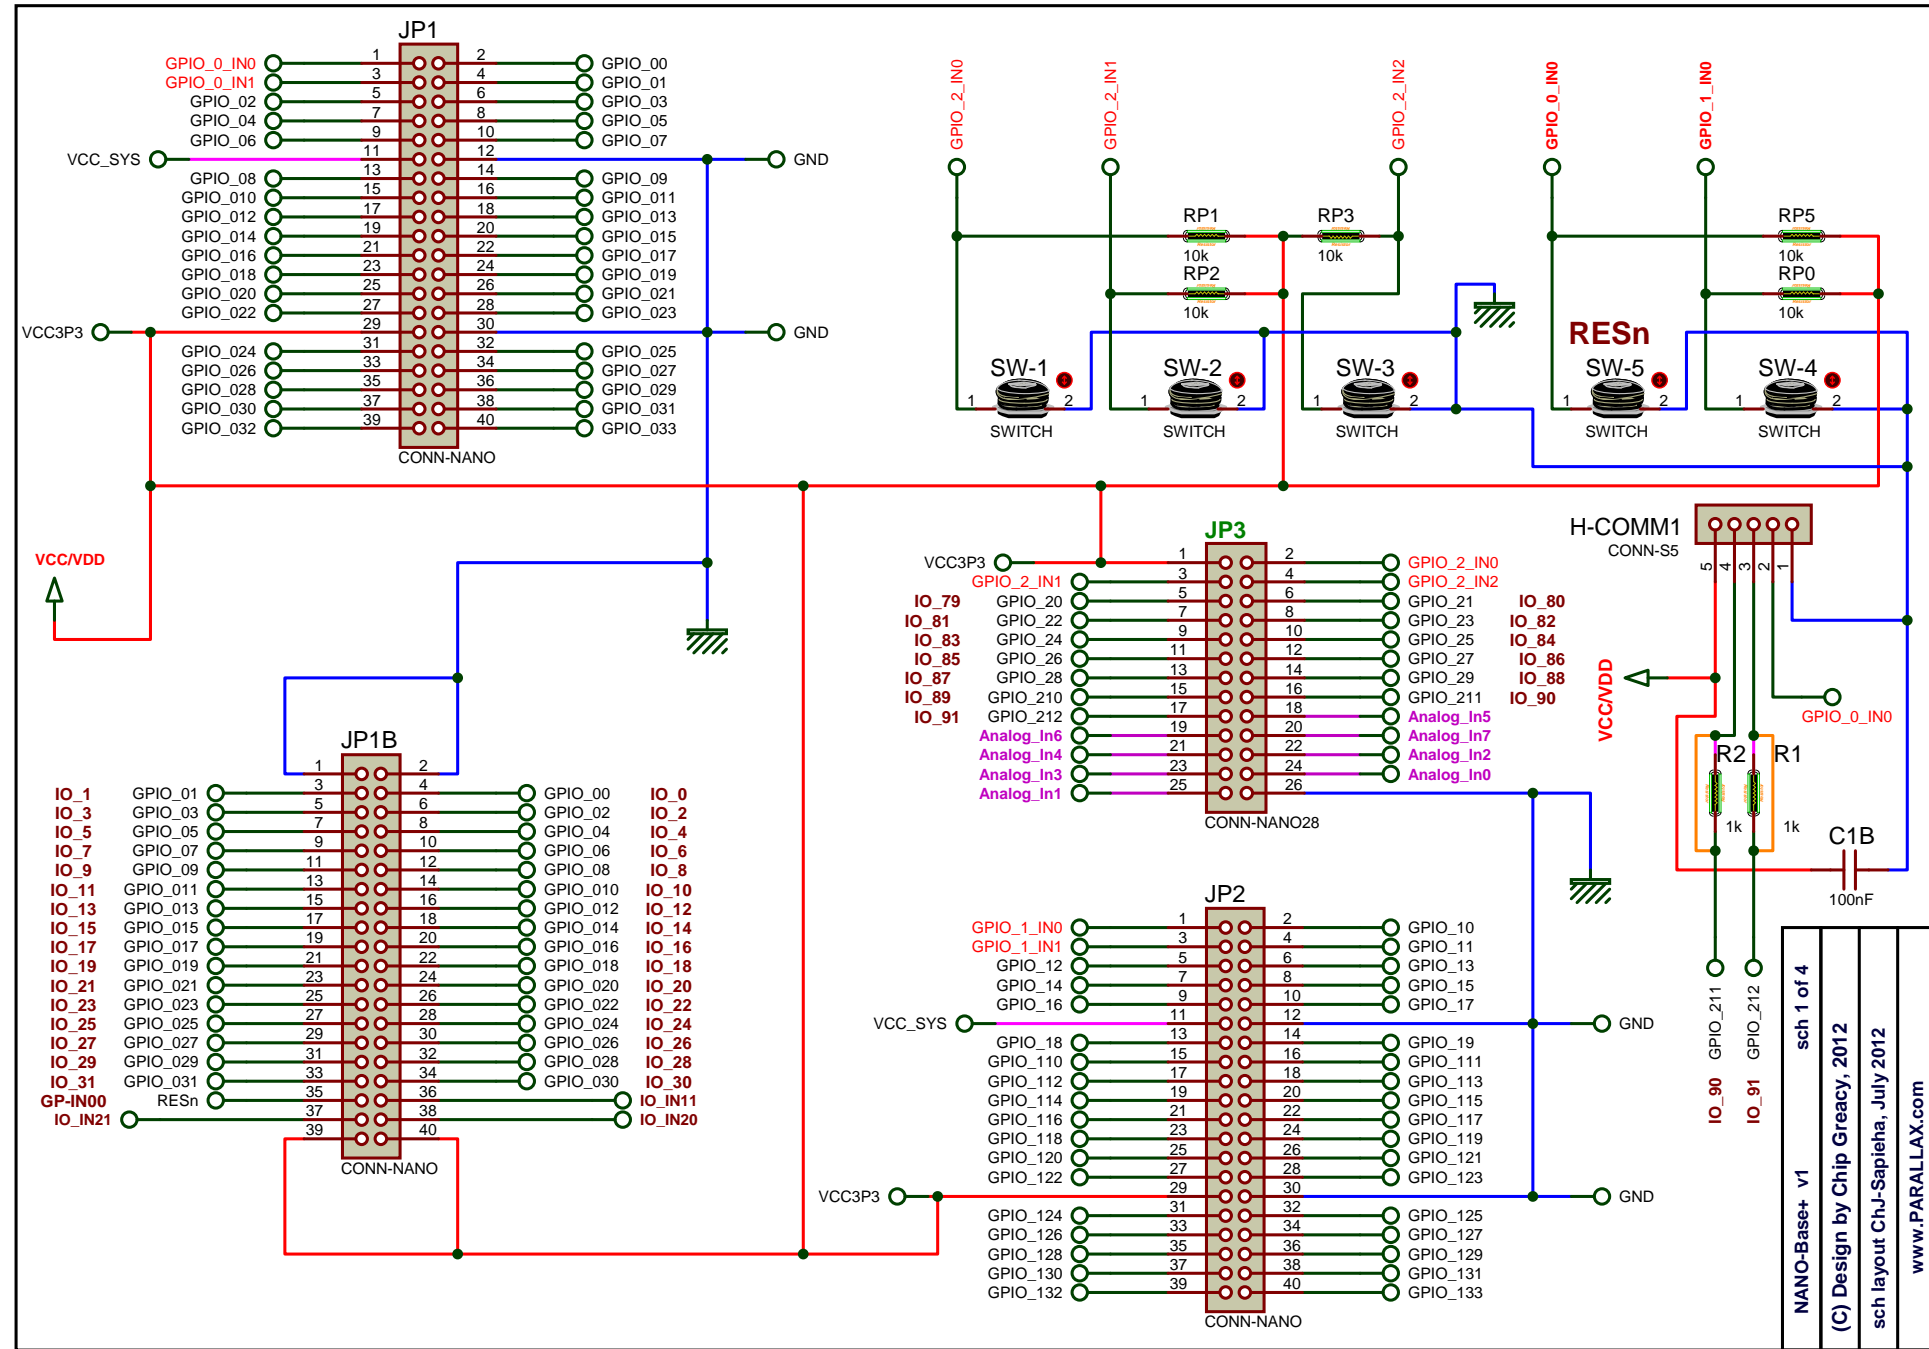 JP1
GPIO_0_IN0 1 2 GPIO_00
GPIO_0_IN1 3 4 GPIO_01
GPIO_02 5 6 GPIO_03
GPIO_04 7 8 GPIO_05
GPIO_06 9 10 GPIO_07
VCC_SYS 11 12 GND
GPIO_08 13 14 GPIO_09
GPIO_010 15 16 GPIO_011
GPIO_012 17 18 GPIO_013
GPIO_014 19 20 GPIO_015
GPIO_016 21 22 GPIO_017
GPIO_018 23 24 GPIO_019
GPIO_020 25 26 GPIO_021
GPIO_022 27 28 GPIO_023
VCC3P3 29 30 GND
GPIO_024 31 32 GPIO_025
GPIO_026 33 34 GPIO_027
GPIO_028 35 36 GPIO_029
GPIO_030 37 38 GPIO_031
GPIO_032 39 40 GPIO_033
CONN-NANO
GPIO_2_IN0
GPIO_2_IN1
GPIO_2_IN2
GPIO_0_IN0
GPIO_1_IN0
RP1 RP3 RP5
10k 10k 10k
RP2 RP0
10k 10k
RESn
SW-1 SW-2 SW-3 SW-5 SW-4
1 2 1 2 1 2 1 2 1 2
SWITCH SWITCH SWITCH SWITCH SWITCH
VCC/VDD
JP3
VCC3P3 1 2 GPIO_2_IN0
GPIO_2_IN1 3 4 GPIO_2_IN2
IO_79 GPIO_20 5 6 GPIO_21 IO_80
IO_81 GPIO_22 7 8 GPIO_23 IO_82
IO_83 GPIO_24 9 10 GPIO_25 IO_84
IO_85 GPIO_26 11 12 GPIO_27 IO_86
IO_87 GPIO_28 13 14 GPIO_29 IO_88
IO_89 GPIO_210 15 16 GPIO_211 IO_90
IO_91 GPIO_212 17 18 Analog_In5
Analog_In6 19 20 Analog_In7
Analog_In4 21 22 Analog_In2
Analog_In3 23 24 Analog_In0
Analog_In1 25 26
CONN-NANO28
H-COMM1
CONN-S5
5 4 3 2 1
VCC/VDD
GPIO_0_IN0
R2 R1
1k 1k
C1B
100nF
GPIO_211
GPIO_212
IO_90
IO_91
JP1B
1 2
IO_1 GPIO_01 3 4 GPIO_00 IO_0
IO_3 GPIO_03 5 6 GPIO_02 IO_2
IO_5 GPIO_05 7 8 GPIO_04 IO_4
IO_7 GPIO_07 9 10 GPIO_06 IO_6
IO_9 GPIO_09 11 12 GPIO_08 IO_8
IO_11 GPIO_011 13 14 GPIO_010 IO_10
IO_13 GPIO_013 15 16 GPIO_012 IO_12
IO_15 GPIO_015 17 18 GPIO_014 IO_14
IO_17 GPIO_017 19 20 GPIO_016 IO_16
IO_19 GPIO_019 21 22 GPIO_018 IO_18
IO_21 GPIO_021 23 24 GPIO_020 IO_20
IO_23 GPIO_023 25 26 GPIO_022 IO_22
IO_25 GPIO_025 27 28 GPIO_024 IO_24
IO_27 GPIO_027 29 30 GPIO_026 IO_26
IO_29 GPIO_029 31 32 GPIO_028 IO_28
IO_31 GPIO_031 33 34 GPIO_030 IO_30
GP-IN00 RESn 35 36 IO_IN11
IO_IN21 37 38 IO_IN20
39 40
CONN-NANO
JP2
GPIO_1_IN0 1 2 GPIO_10
GPIO_1_IN1 3 4 GPIO_11
GPIO_12 5 6 GPIO_13
GPIO_14 7 8 GPIO_15
GPIO_16 9 10 GPIO_17
VCC_SYS 11 12 GND
GPIO_18 13 14 GPIO_19
GPIO_110 15 16 GPIO_111
GPIO_112 17 18 GPIO_113
GPIO_114 19 20 GPIO_115
GPIO_116 21 22 GPIO_117
GPIO_118 23 24 GPIO_119
GPIO_120 25 26 GPIO_121
GPIO_122 27 28 GPIO_123
VCC3P3 29 30 GND
GPIO_124 31 32 GPIO_125
GPIO_126 33 34 GPIO_127
GPIO_128 35 36 GPIO_129
GPIO_130 37 38 GPIO_131
GPIO_132 39 40 GPIO_133
CONN-NANO
NANO-Base+ v1 sch 1 of 4
(C) Design by Chip Greacy, 2012
sch layout ChJ-Sapieha, July 2012
www.PARALLAX.com